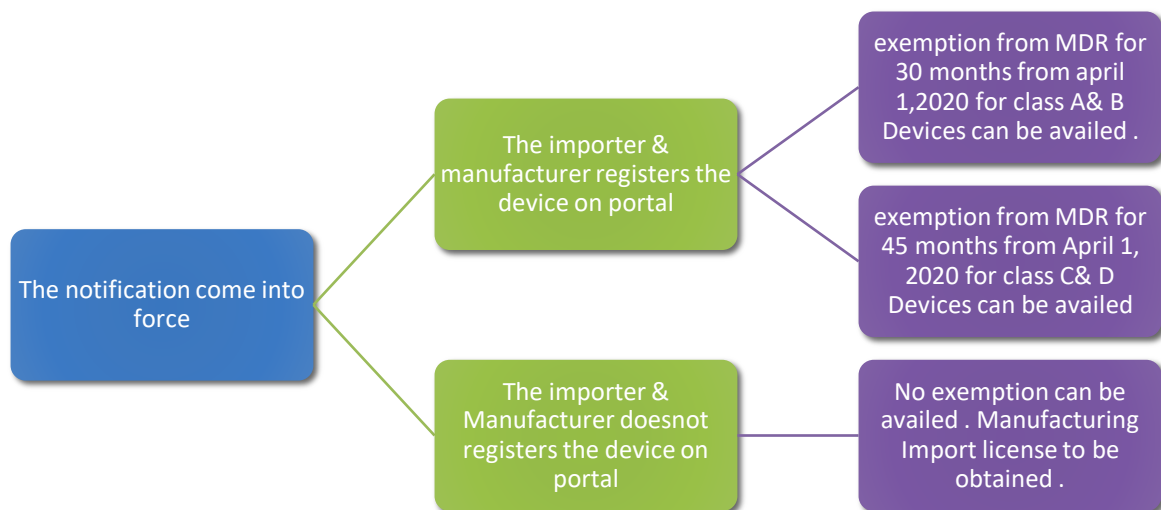 The notification come into
force
The importer &
manufacturer registers the
device on portal
exemption from MDR for
30 months from april
1,2020 for class A& B
Devices can be availed .
exemption from MDR for
45 months from April 1,
2020 for class C& D
Devices can be availed
The importer &
Manufacturer doesnot
registers the device on
portal
No exemption can be
availed . Manufacturing
Import license to be
obtained .